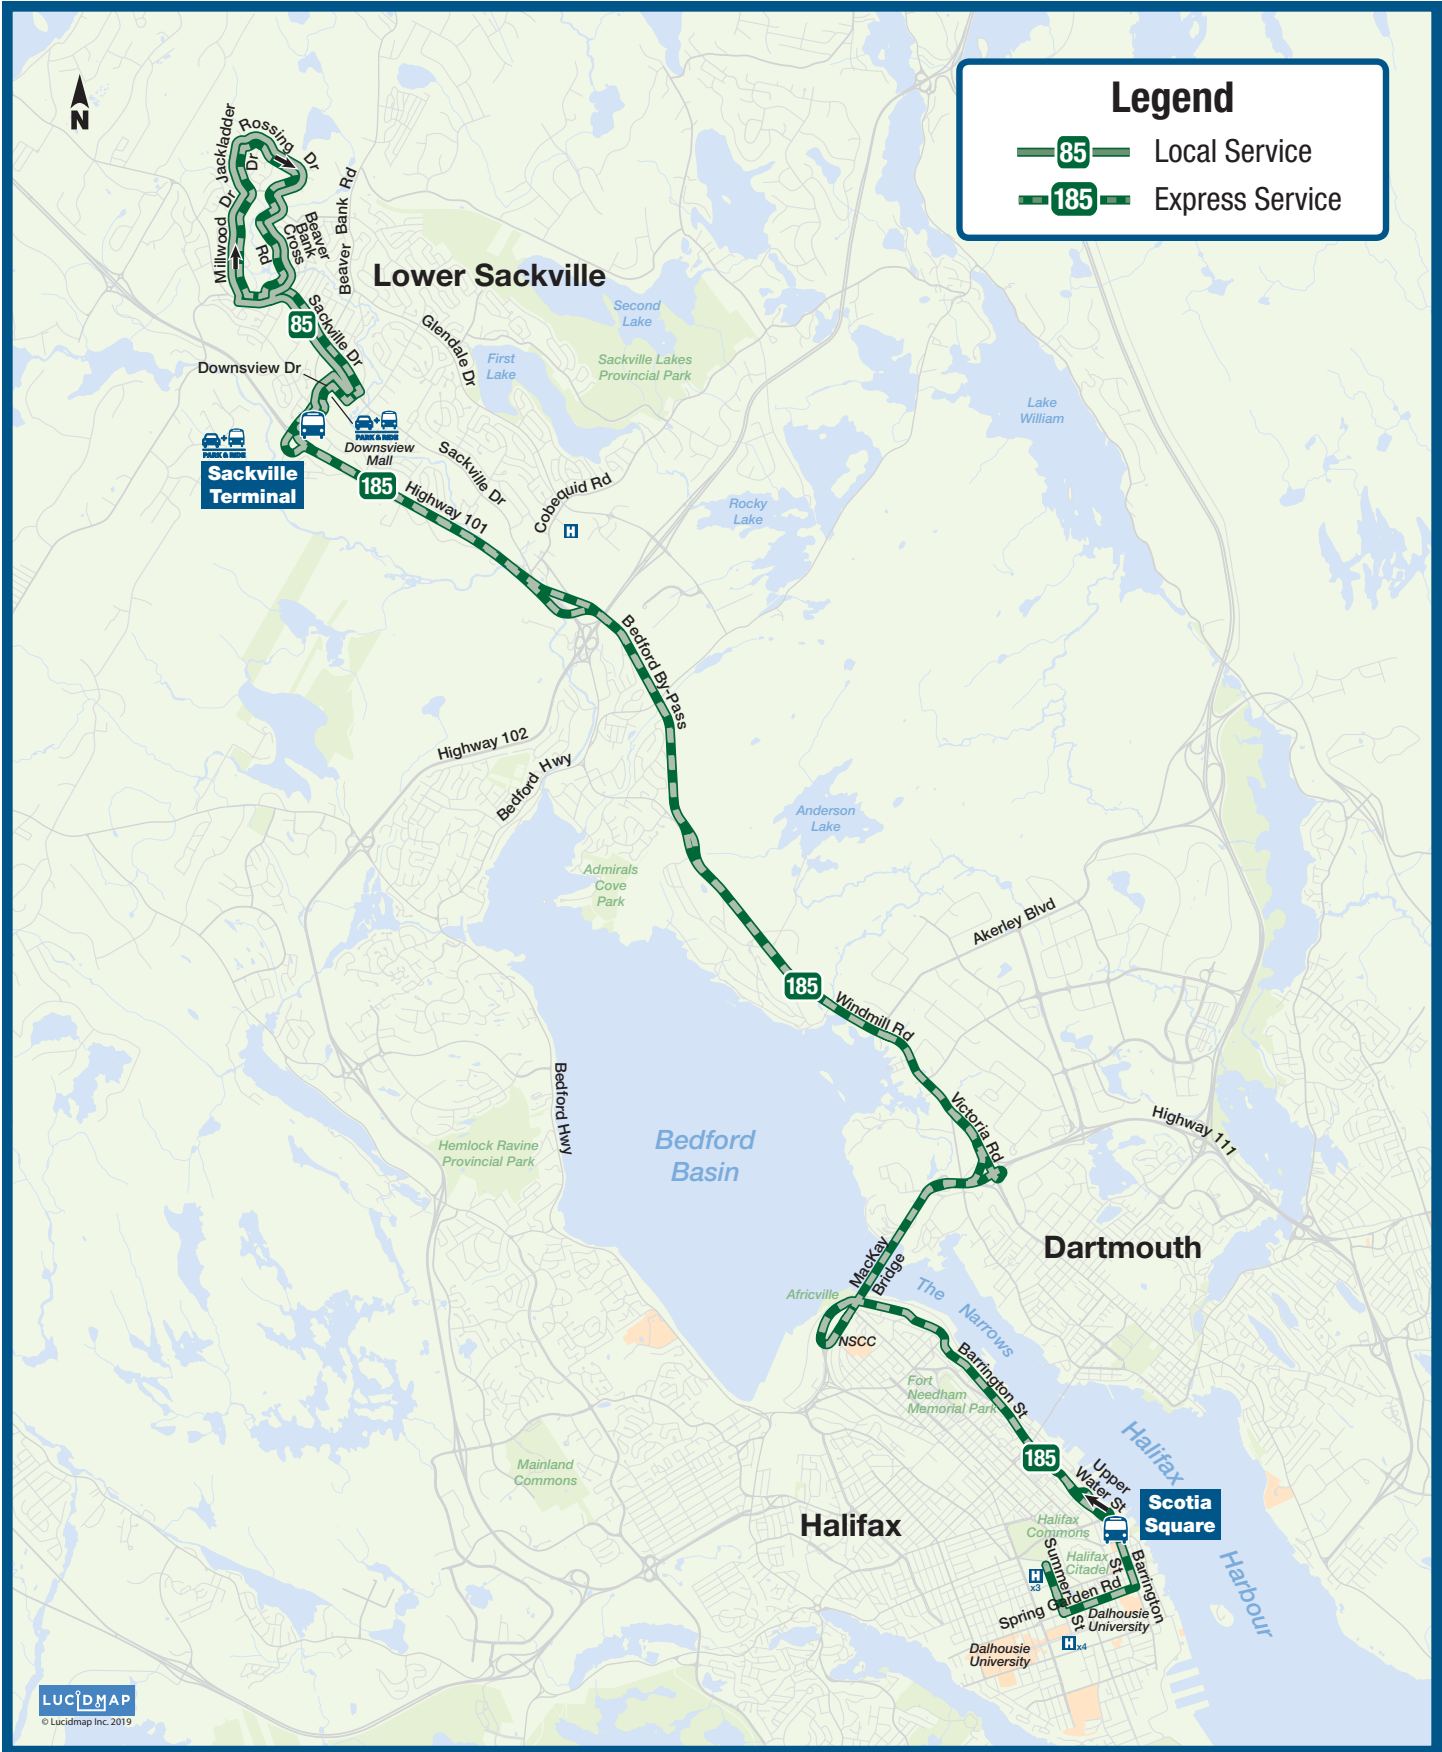 N
Legend
85 Local Service
185 Express Service
Jackladder
Dr
Rossing Dr
Millwood Dr
Beaver
Bank
Cross
Rd
Beaver Bank Rd
Lower Sackville
85
Sackville Dr
Downsview Dr
Glendale Dr
First
Lake
Second
Lake
Sackville Lakes
Provincial Park
Lake
William
PARK & RIDE
PARK & RIDE
Downsview
Mall
Sackville
Terminal
185
Highway 101
Sackville Dr
Cobequid Rd
H
Rocky
Lake
Bedford By-Pass
Highway 102
Bedford Hwy
Anderson
Lake
Admirals
Cove
Park
Akerley Blvd
185
Windmill Rd
Bedford Hwy
Victoria Rd
Highway 111
Hemlock Ravine
Provincial Park
Bedford
Basin
Dartmouth
MacKay
Bridge
Africville
The Narrows
NSCC
Barrington St
Fort
Needham
Memorial Park
Mainland
Commons
185
Halifax Harbour
Upper
Water St
Scotia
Square
Halifax
Halifax
Commons
Halifax
Citadel
Summer St
H
x3
Barrington
St
Spring Garden Rd
Dalhousie
University
H x4
Dalhousie
University
LUCIDMAP
© Lucidmap Inc. 2019